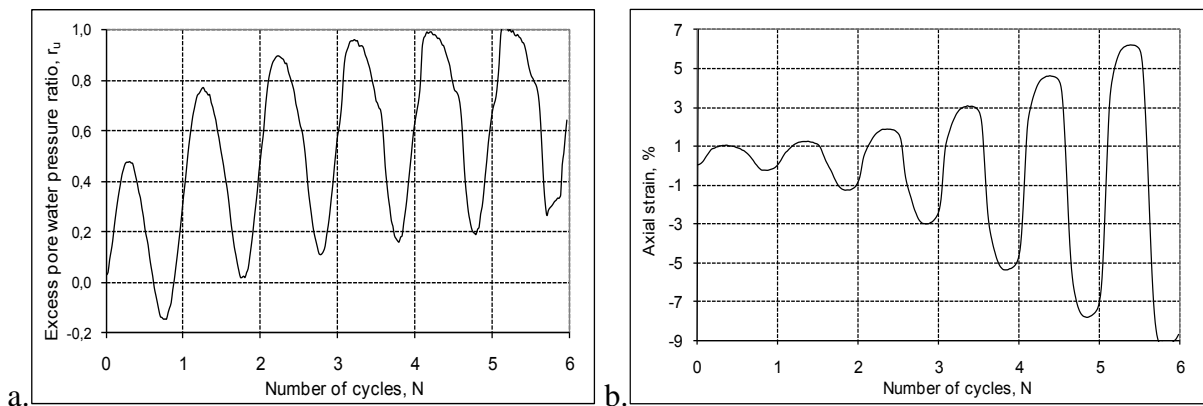 Excess pore water pressure ratio, rᵤ
1,0
0,8
0,6
0,4
0,2
0,0
-0,2
0 1 2 3 4 5 6
Number of cycles, N
a.
Axial strain, %
7
5
3
1
-1
-3
-5
-7
-9
0 1 2 3 4 5 6
Number of cycles, N
b.